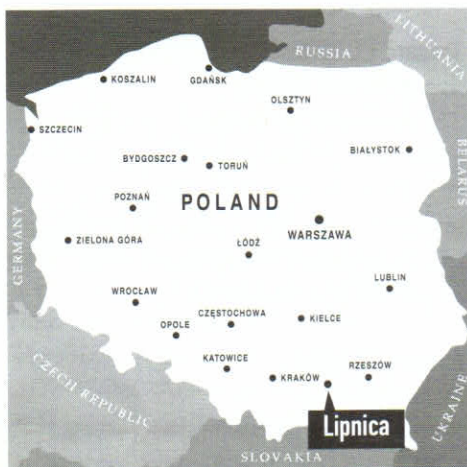 LITHUANIA
RUSSIA
KOSZALIN
GDAŃSK
OLSZTYN
SZCZECIN
BIAŁYSTOK
BELARUS
BYDGOSZCZ
TORUŃ
POZNAŃ
POLAND
WARSZAWA
GERMANY
ZIELONA GÓRA
ŁÓDŹ
LUBLIN
WROCŁAW
CZĘSTOCHOWA
KIELCE
OPOLE
KATOWICE
KRAKÓW
RZESZÓW
CZECH REPUBLIC
UKRAINE
Lipnica
SLOVAKIA